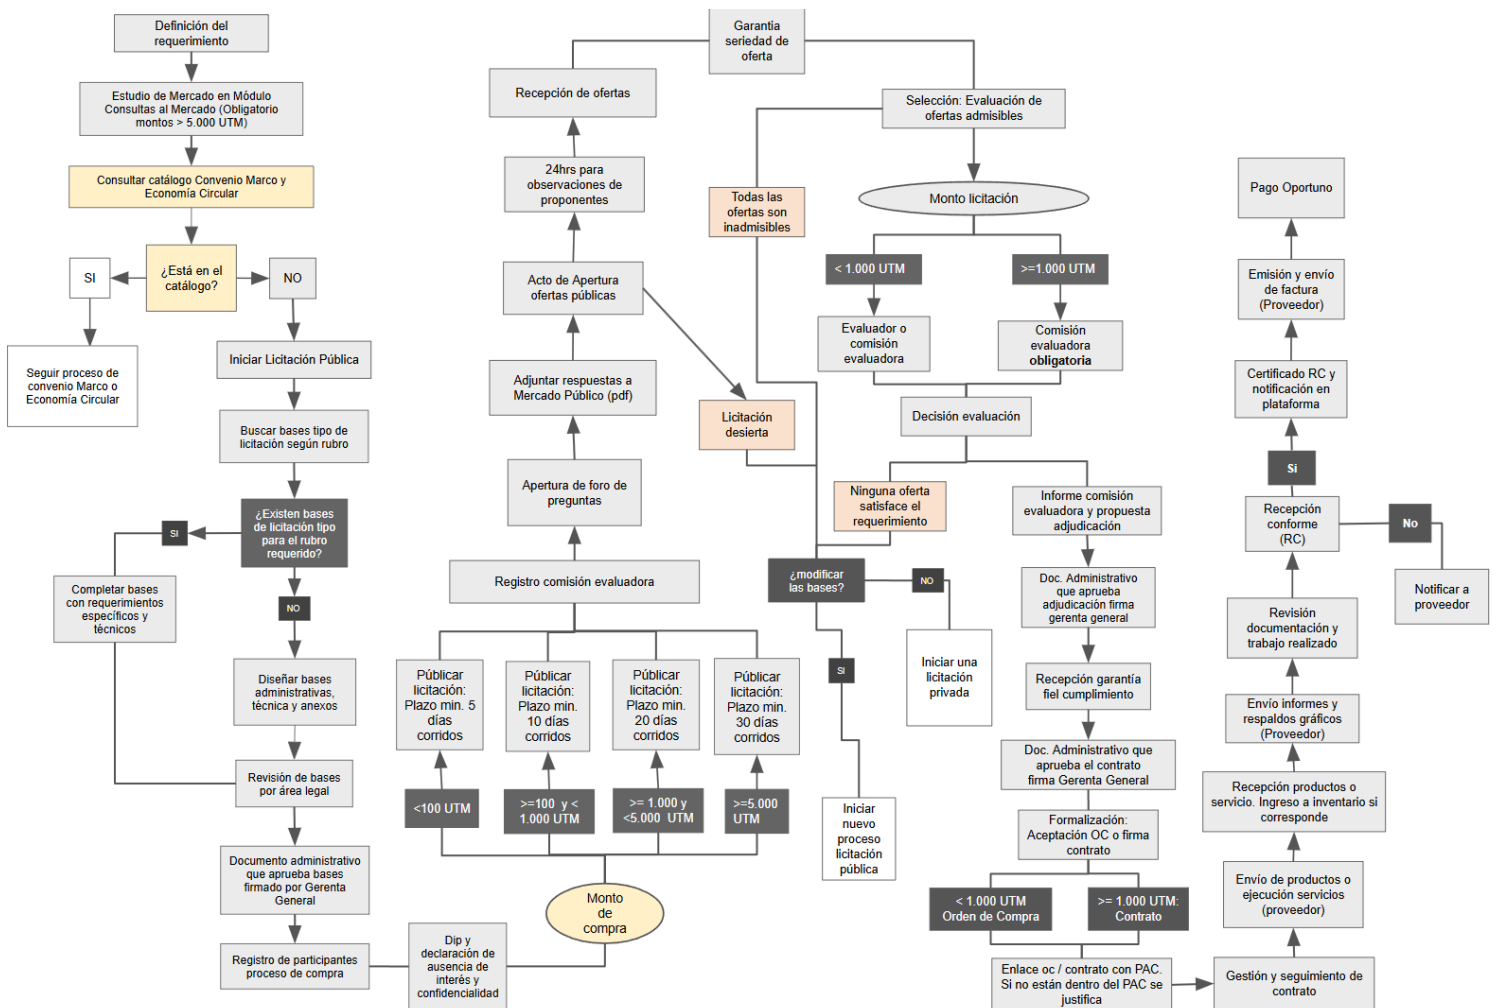 Definición del
requerimiento
Estudio de Mercado en Módulo
Consultas al Mercado (Obligatorio
montos > 5.000 UTM)
Consultar catálogo Convenio Marco y
Economía Circular
¿Está en el
catálogo?
SI
NO
Seguir proceso de
convenio Marco o
Economía Circular
Iniciar Licitación Pública
Buscar bases tipo de
licitación según rubro
¿Existen bases
de licitación tipo
para el rubro
requerido?
SI
NO
Completar bases
con requerimientos
específicos y
técnicos
Diseñar bases
administrativas,
técnica y anexos
Revisión de bases
por área legal
Documento administrativo
que aprueba bases
firmado por Gerenta
General
Registro de participantes
proceso de compra
Dip y
declaración de
ausencia de
interés y
confidencialidad
Monto
de
compra
<100 UTM
>=100 y <
1.000 UTM
>= 1.000 y
<5.000 UTM
>=5.000
UTM
Públicar
licitación:
Plazo min. 5
días
corridos
Públicar
licitación:
Plazo min.
10 días
corridos
Públicar
licitación:
Plazo min.
20 días
corridos
Públicar
licitación:
Plazo min.
30 días
corridos
Registro comisión evaluadora
Apertura de foro de
preguntas
Adjuntar respuestas a
Mercado Público (pdf)
Acto de Apertura
ofertas públicas
24hrs para
observaciones de
proponentes
Recepción de ofertas
Garantia
seriedad de
oferta
Selección: Evaluación de
ofertas admisibles
Todas las
ofertas son
inadmisibles
Licitación
desierta
Monto licitación
< 1.000 UTM
>=1.000 UTM
Evaluador o
comisión
evaluadora
Comisión
evaluadora
obligatoria
Decisión evaluación
Ninguna oferta
satisface el
requerimiento
¿modificar
las bases?
NO
SI
Iniciar una
licitación
privada
Iniciar
nuevo
proceso
licitación
pública
Informe comisión
evaluadora y propuesta
adjudicación
Doc. Administrativo
que aprueba
adjudicación firma
gerenta general
Recepción garantía
fiel cumplimiento
Doc. Administrativo que
aprueba el contrato
firma Gerenta General
Formalización:
Aceptación OC o firma
contrato
< 1.000 UTM
Orden de Compra
>= 1.000 UTM:
Contrato
Enlace oc / contrato con PAC.
Si no están dentro del PAC se
justifica
Gestión y seguimiento de
contrato
Envío de productos o
ejecución servicios
(proveedor)
Recepción productos o
servicio. Ingreso a inventario si
corresponde
Envío informes y
respaldos gráficos
(Proveedor)
Revisión
documentación y
trabajo realizado
Recepción
conforme
(RC)
Si
No
Notificar a
proveedor
Certificado RC y
notificación en
plataforma
Emisión y envío
de factura
(Proveedor)
Pago Oportuno